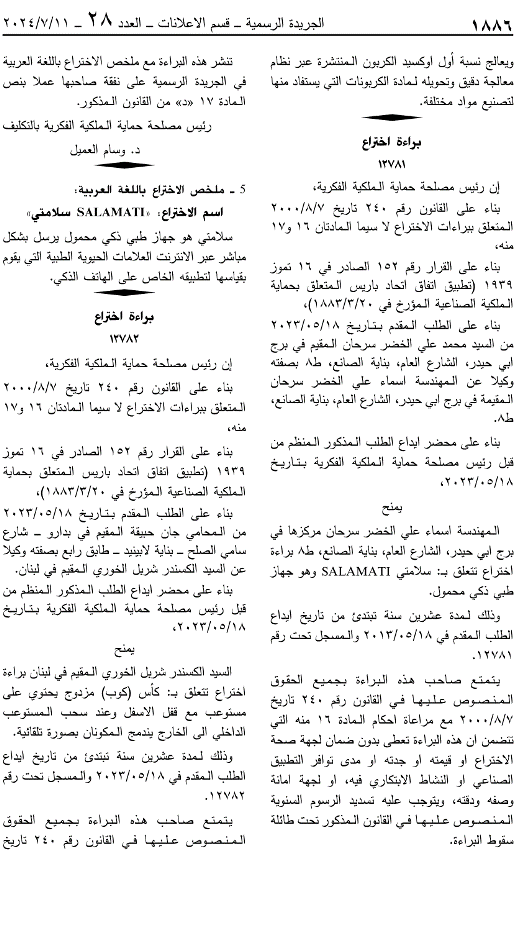 ١٨٨٦
الجريدة الرسمية ـ قسم الاعلانات ـ العدد ٢٨ ـ ٢٠٢٤/٧/١١
ويعالج نسبة أول اوكسيد الكربون المنتشرة عبر نظام
معالجة دقيق وتحويله لمادة الكربونات التي يستفاد منها
لتصنيع مواد مختلفة.
براءة اختراع
١٢٧٨١
إن رئيس مصلحة حماية الملكية الفكرية،
بناء على القانون رقم ٢٤٠ تاريخ ٢٠٠٠/٨/٧
المتعلق ببراءات الاختراع لا سيما المادتان ١٦ و١٧
منه،
بناء على القرار رقم ١٥٢ الصادر في ١٦ تموز
١٩٣٩ (تطبيق اتفاق اتحاد باريس المتعلق بحماية
الملكية الصناعية المؤرخ في ١٨٨٣/٣/٢٠)،
بناء على الطلب المقدم بتاريخ ٢٠٢٣/٠٥/١٨
من السيد محمد علي الخضر سرحان المقيم في برج
ابي حيدر، الشارع العام، بناية الصانع، ط٨ بصفته
وكيلا عن المهندسة اسماء علي الخضر سرحان
المقيمة في برج ابي حيدر، الشارع العام، بناية الصانع،
ط٨.
بناء على محضر ايداع الطلب المذكور المنظم من
قبل رئيس مصلحة حماية الملكية الفكرية بتاريخ
٢٠٢٣/٠٥/١٨،
يمنح
المهندسة اسماء علي الخضر سرحان مركزها في
برج ابي حيدر، الشارع العام، بناية الصانع، ط٨ براءة
اختراع تتعلق بـ: سلامتي SALAMATI وهو جهاز
طبي ذكي محمول.
وذلك لمدة عشرين سنة تبتدئ من تاريخ ايداع
الطلب المقدم في ٢٠١٣/٠٥/١٨ والمسجل تحت رقم
١٢٧٨١.
يتمتع صاحب هذه البراءة بجميع الحقوق
المنصوص عليها في القانون رقم ٢٤٠ تاريخ
٢٠٠٠/٨/٧ مع مراعاة احكام المادة ١٦ منه التي
تتضمن ان هذه البراءة تعطى بدون ضمان لجهة صحة
الاختراع او قيمته او جدته او مدى توافر التطبيق
الصناعي او النشاط الابتكاري فيه، او لجهة امانة
وصفه ودقته، ويتوجب عليه تسديد الرسوم السنوية
المنصوص عليها في القانون المذكور تحت طائلة
سقوط البراءة.
تنشر هذه البراءة مع ملخص الاختراع باللغة العربية
في الجريدة الرسمية على نفقة صاحبها عملا بنص
المادة ١٧ «د» من القانون المذكور.
رئيس مصلحة حماية الملكية الفكرية بالتكليف
د. وسام العميل
5 ـ ملخص الاختراع باللغة العربية:
اسم الاختراع: «SALAMATI سلامتي»
سلامتي هو جهاز طبي ذكي محمول يرسل بشكل
مباشر عبر الانترنت العلامات الحيوية الطبية التي يقوم
بقياسها لتطبيقه الخاص على الهاتف الذكي.
براءة اختراع
١٢٧٨٢
إن رئيس مصلحة حماية الملكية الفكرية،
بناء على القانون رقم ٢٤٠ تاريخ ٢٠٠٠/٨/٧
المتعلق ببراءات الاختراع لا سيما المادتان ١٦ و١٧
منه،
بناء على القرار رقم ١٥٢ الصادر في ١٦ تموز
١٩٣٩ (تطبيق اتفاق اتحاد باريس المتعلق بحماية
الملكية الصناعية المؤرخ في ١٨٨٣/٣/٢٠)،
بناء على الطلب المقدم بتاريخ ٢٠٢٣/٠٥/١٨
من المحامي جان حبيقة المقيم في بدارو ـ شارع
سامي الصلح ـ بناية لابينيد ـ طابق رابع بصفته وكيلا
عن السيد الكسندر شربل الخوري المقيم في لبنان.
بناء على محضر ايداع الطلب المذكور المنظم من
قبل رئيس مصلحة حماية الملكية الفكرية بتاريخ
٢٠٢٣/٠٥/١٨،
يمنح
السيد الكسندر شربل الخوري المقيم في لبنان براءة
اختراع تتعلق بـ: كأس (كوب) مزدوج يحتوي على
مستوعب مع قفل الاسفل وعند سحب المستوعب
الداخلي الى الخارج يندمج المكونان بصورة تلقائية.
وذلك لمدة عشرين سنة تبتدئ من تاريخ ايداع
الطلب المقدم في ٢٠٢٣/٠٥/١٨ والمسجل تحت رقم
١٢٧٨٢.
يتمتع صاحب هذه البراءة بجميع الحقوق
المنصوص عليها في القانون رقم ٢٤٠ تاريخ